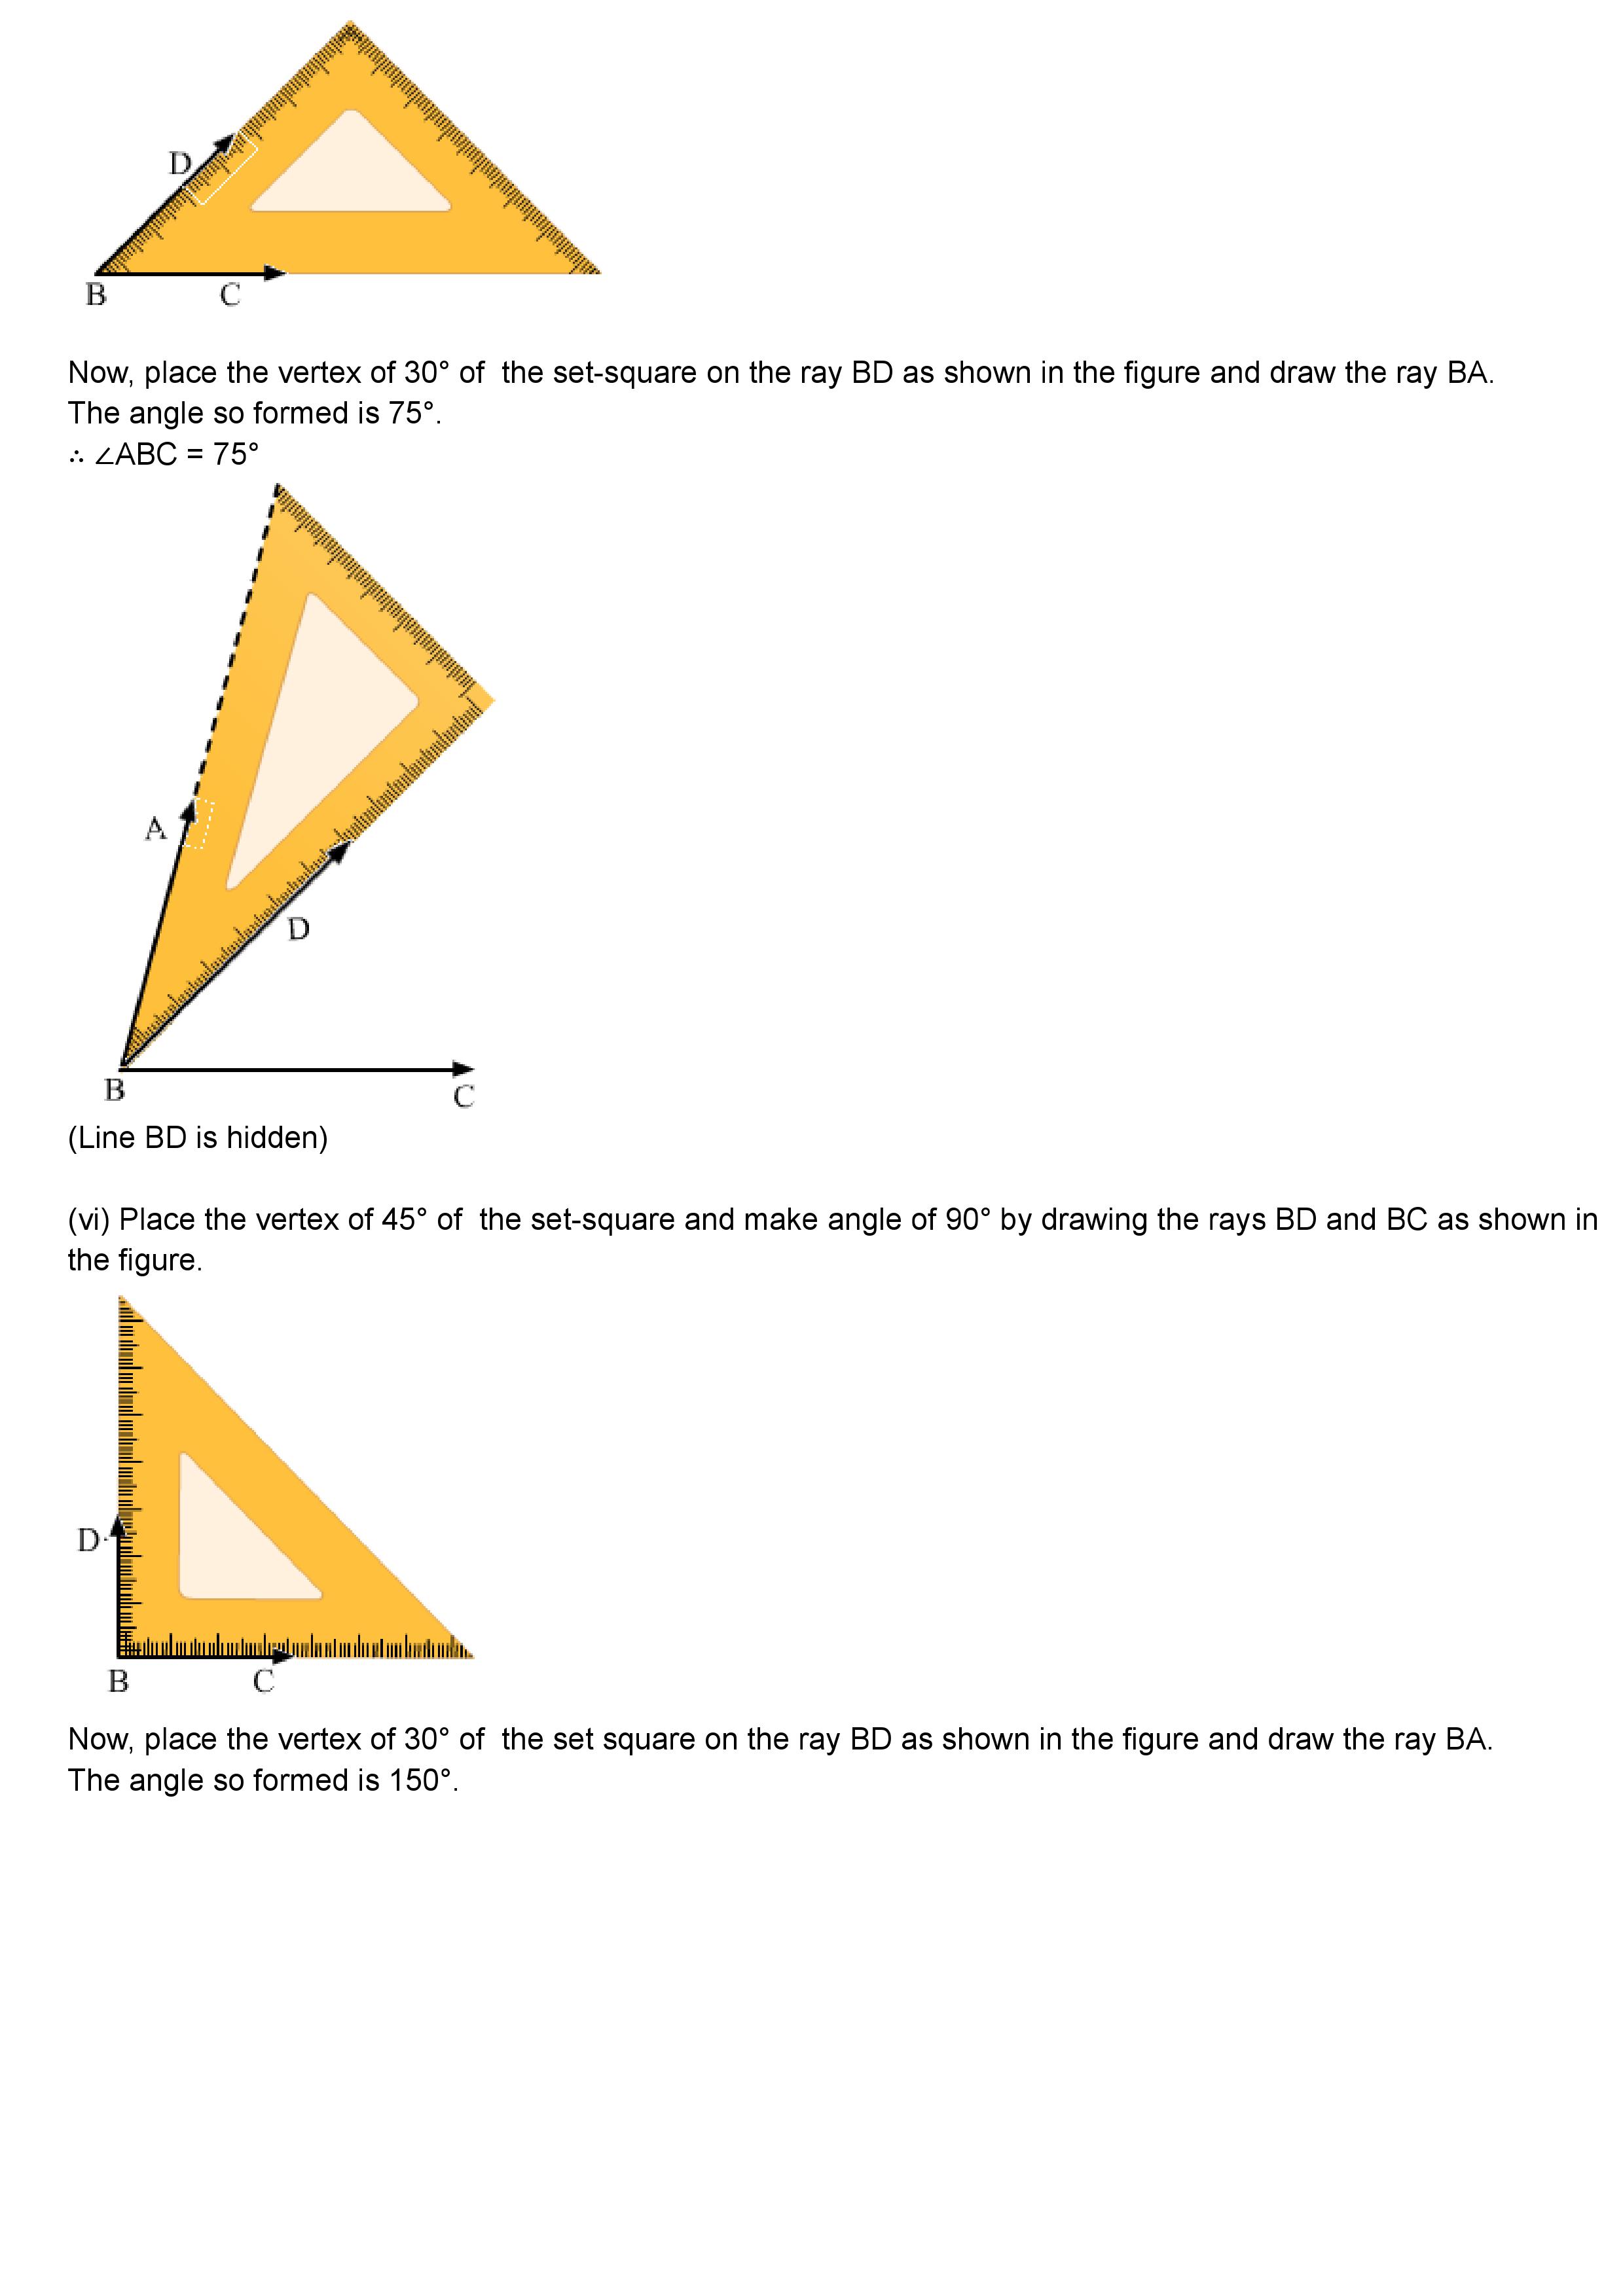 D
B
C
Now, place the vertex of 30° of  the set-square on the ray BD as shown in the figure and draw the ray BA.
The angle so formed is 75°.
∴ ∠ABC = 75°
A
D
B
C
(Line BD is hidden)
(vi) Place the vertex of 45° of  the set-square and make angle of 90° by drawing the rays BD and BC as shown in
the figure.
D
B
C
Now, place the vertex of 30° of  the set square on the ray BD as shown in the figure and draw the ray BA.
The angle so formed is 150°.